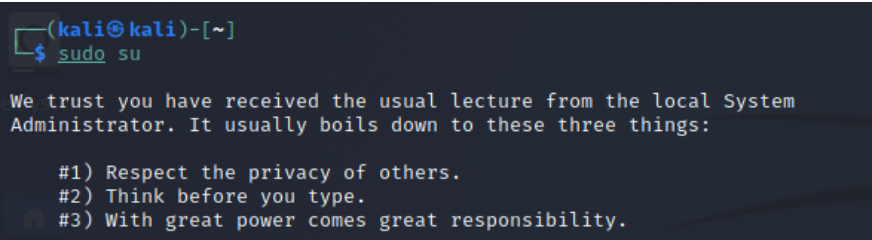 ┌──(kali㉿kali)-[~]
└─$ sudo su
We trust you have received the usual lecture from the local System
Administrator. It usually boils down to these three things:
#1) Respect the privacy of others.
#2) Think before you type.
#3) With great power comes great responsibility.